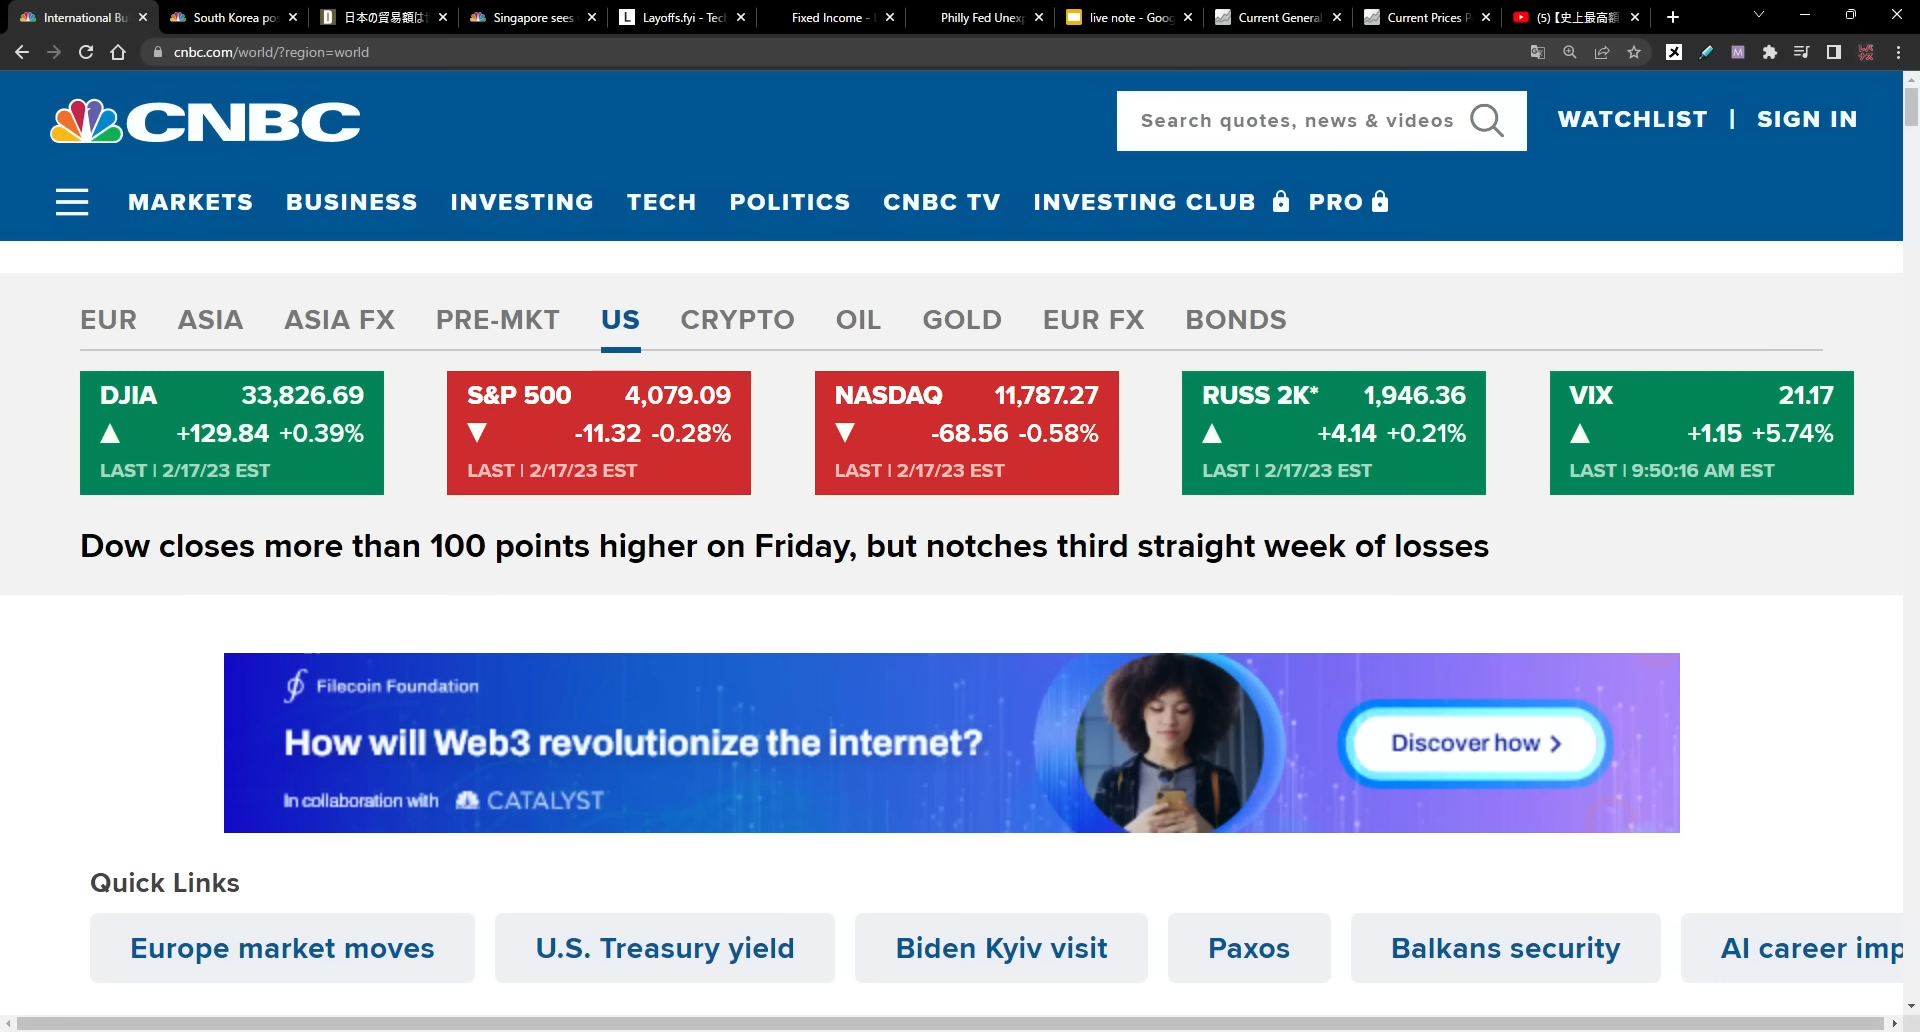 International Bu
South Korea po
日本の貿易額は
Singapore sees
Layoffs.fyi - Tec
Fixed Income -
Philly Fed Unex
live note - Goog
Current General
Current Prices P
(5) 【史上最高額
cnbc.com/world/?region=world
CNBC
Search quotes, news & videos
WATCHLIST | SIGN IN
MARKETS BUSINESS INVESTING TECH POLITICS CNBC TV INVESTING CLUB PRO
EUR ASIA ASIA FX PRE-MKT US CRYPTO OIL GOLD EUR FX BONDS
DJIA 33,826.69
+129.84 +0.39%
LAST | 2/17/23 EST
S&P 500 4,079.09
-11.32 -0.28%
LAST | 2/17/23 EST
NASDAQ 11,787.27
-68.56 -0.58%
LAST | 2/17/23 EST
RUSS 2K* 1,946.36
+4.14 +0.21%
LAST | 2/17/23 EST
VIX 21.17
+1.15 +5.74%
LAST | 9:50:16 AM EST
Dow closes more than 100 points higher on Friday, but notches third straight week of losses
Filecoin Foundation
How will Web3 revolutionize the internet?
In collaboration with CATALYST
Discover how >
Quick Links
Europe market moves
U.S. Treasury yield
Biden Kyiv visit
Paxos
Balkans security
AI career imp